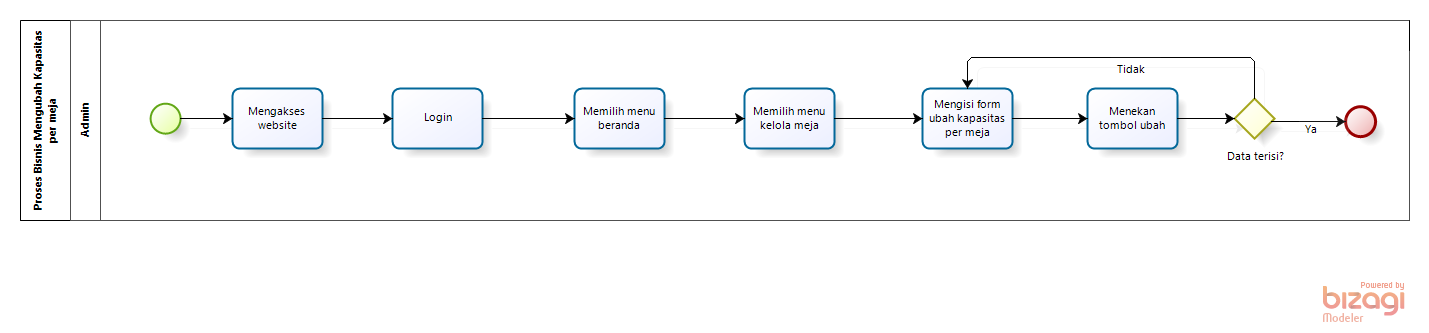 Proses Bisnis Mengubah Kapasitas
per meja
Admin
Mengakses
website
Login
Memilih menu
beranda
Memilih menu
kelola meja
Mengisi form
ubah kapasitas
per meja
Menekan
tombol ubah
Tidak
Data terisi?
Ya
Powered by
bizagi
Modeler